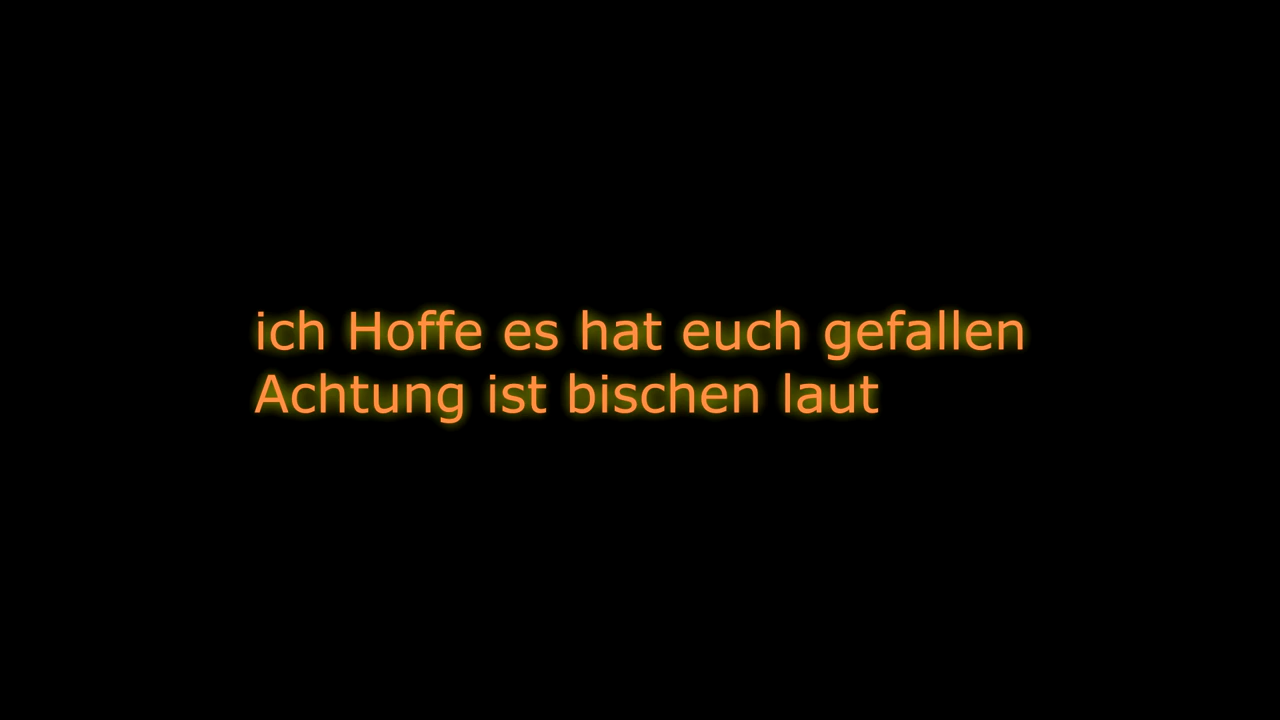 ich Hoffe es hat euch gefallen
Achtung ist bischen laut